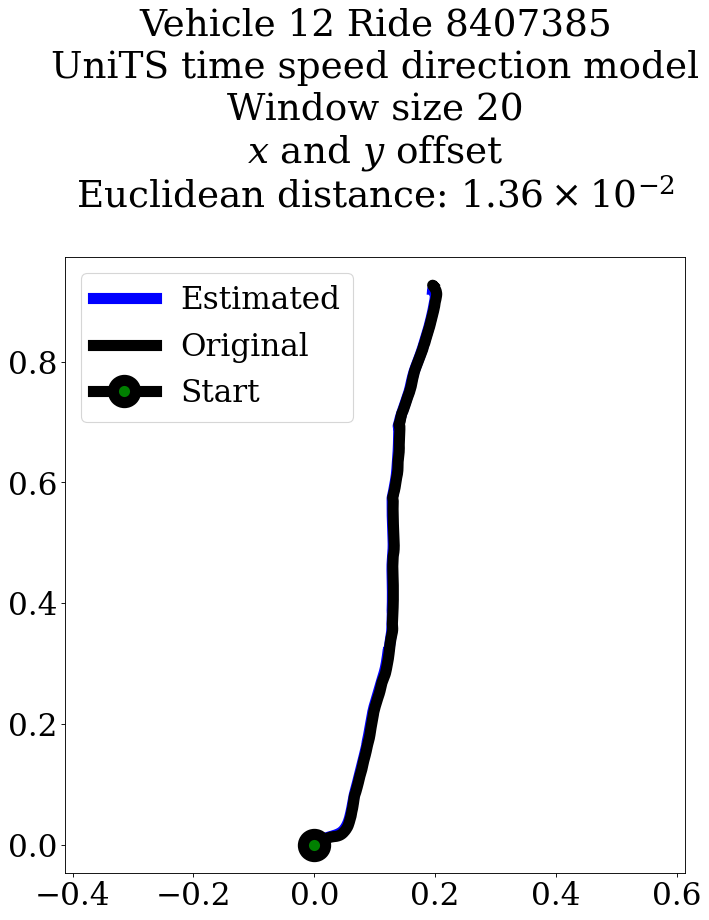 Vehicle 12 Ride 8407385
UniTS time speed direction model
Window size 20
x and y offset
Euclidean distance: 1.36 × 10⁻²
Estimated
Original
Start
0.8
0.6
0.4
0.2
0.0
−0.4 −0.2 0.0 0.2 0.4 0.6